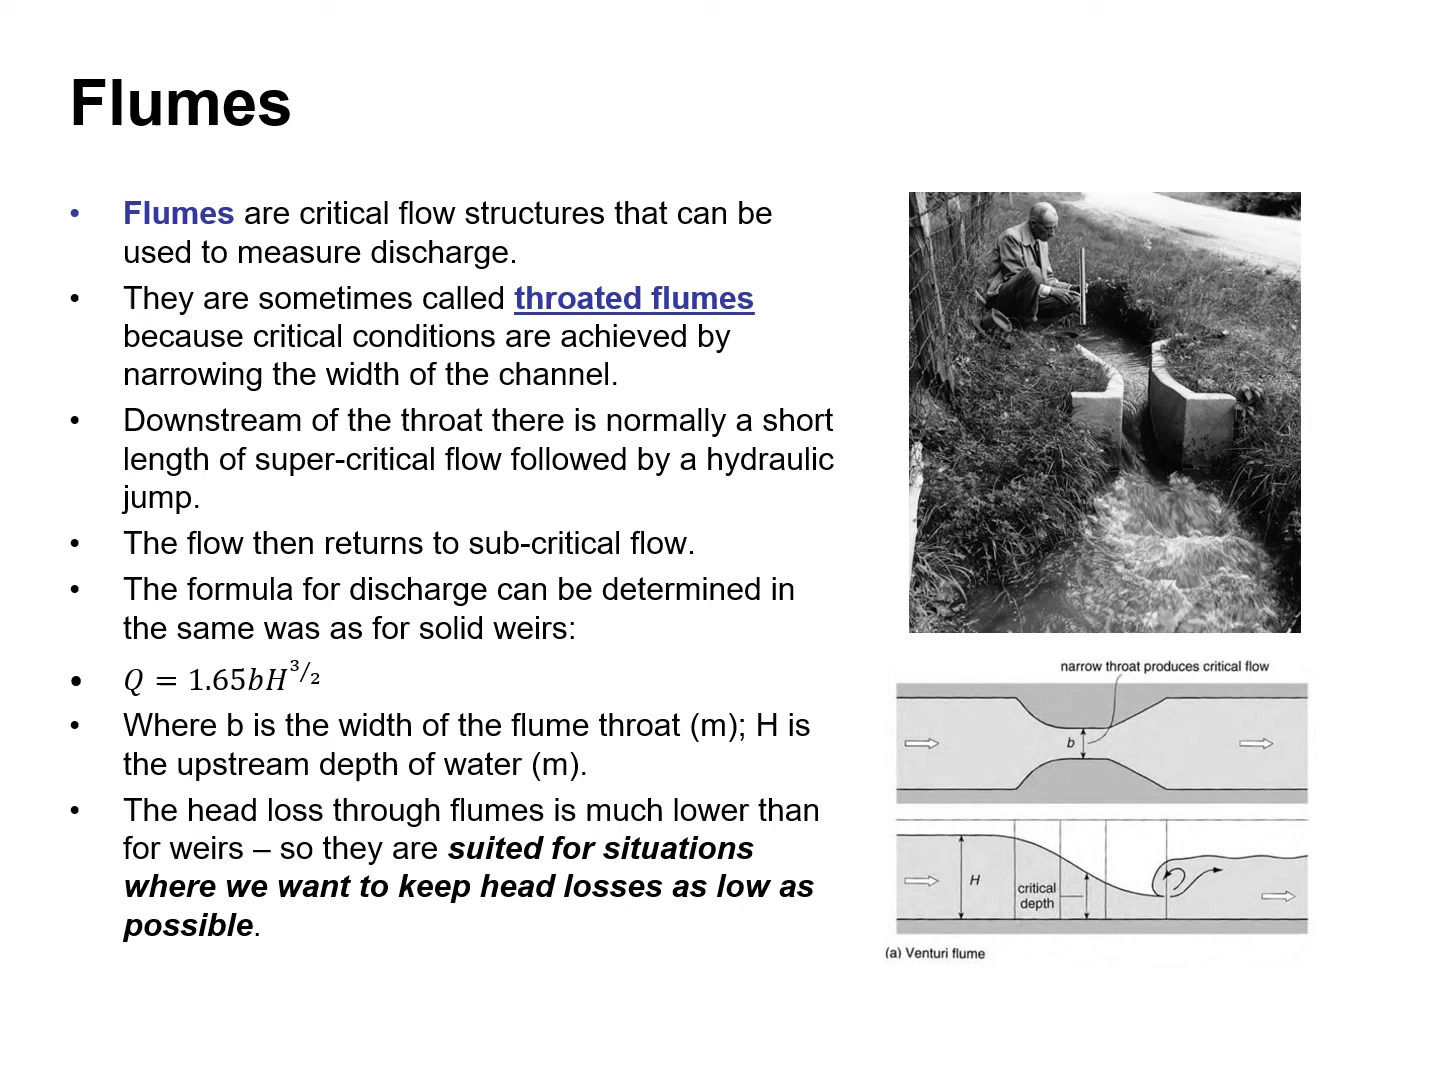 Flumes
• Flumes are critical flow structures that can be
used to measure discharge.
• They are sometimes called throated flumes
because critical conditions are achieved by
narrowing the width of the channel.
• Downstream of the throat there is normally a short
length of super-critical flow followed by a hydraulic
jump.
• The flow then returns to sub-critical flow.
• The formula for discharge can be determined in
the same was as for solid weirs:
• Q = 1.65bH^3/2
• Where b is the width of the flume throat (m); H is
the upstream depth of water (m).
• The head loss through flumes is much lower than
for weirs – so they are suited for situations
where we want to keep head losses as low as
possible.
narrow throat produces critical flow
b
H
critical
depth
(a) Venturi flume